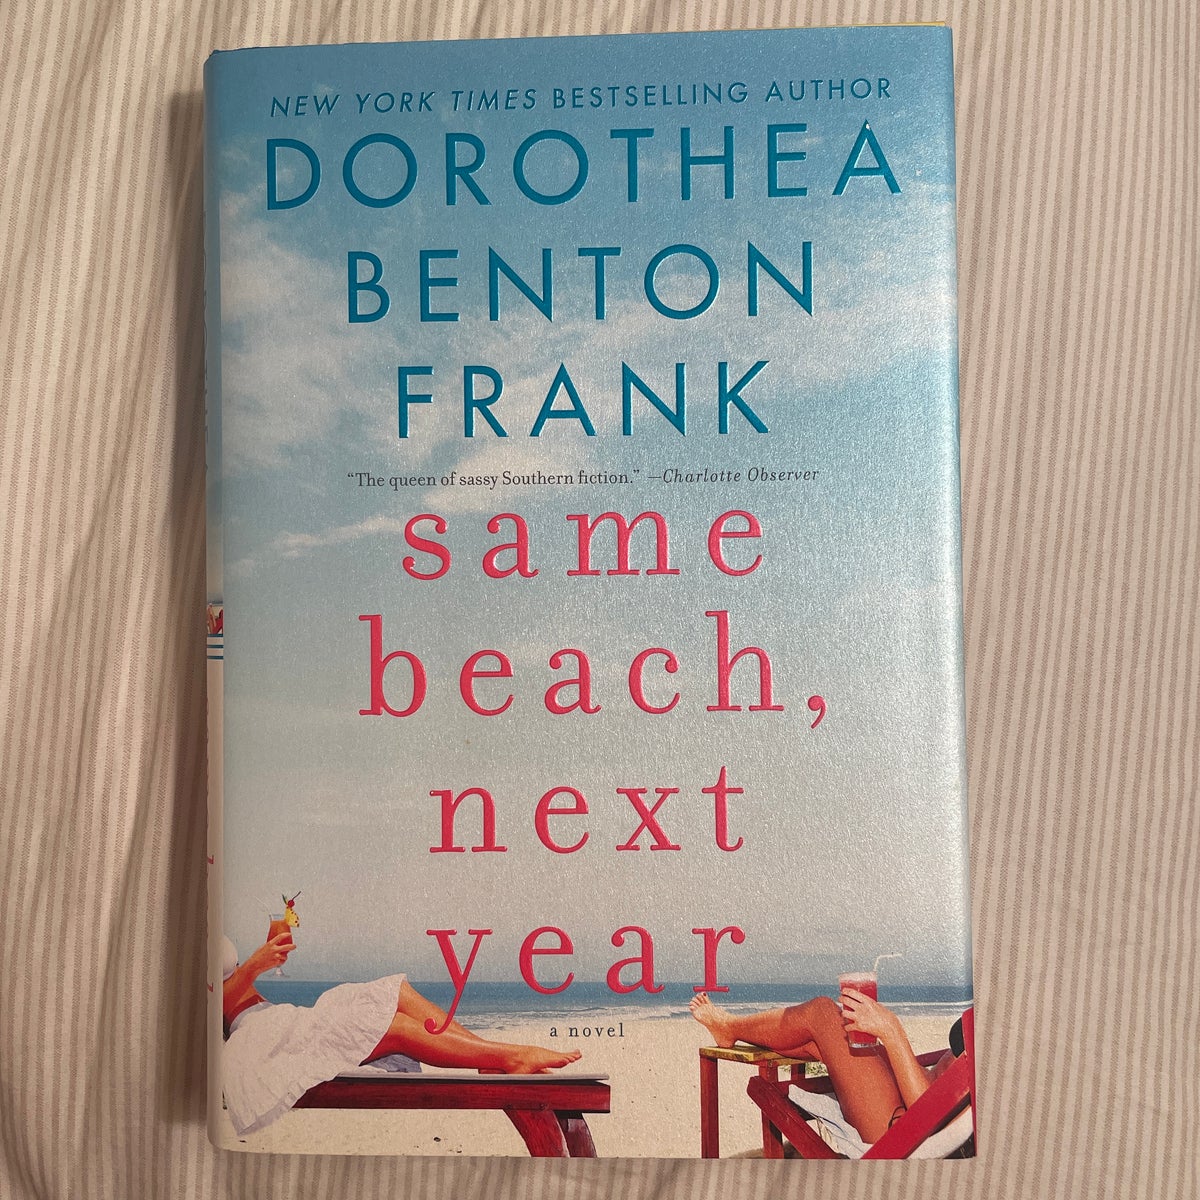 NEW YORK TIMES BESTSELLING AUTHOR
DOROTHEA
BENTON
FRANK
“The queen of sassy Southern fiction.” —Charlotte Observer
same
beach,
next
year
a novel